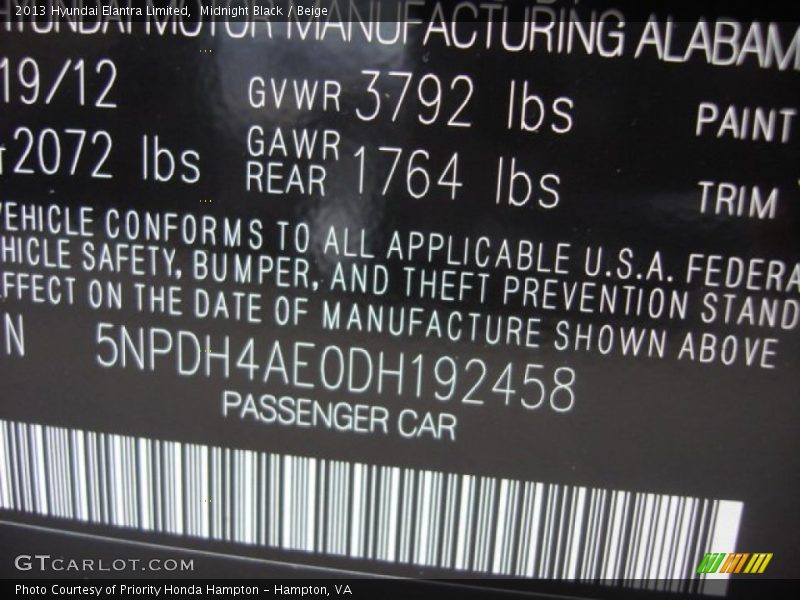 2013 Hyundai Elantra Limited, Midnight Black / Beige
HYUNDAI MOTOR MANUFACTURING ALABAM
19/12 GVWR 3792 lbs PAINT
2072 lbs GAWR REAR 1764 lbs TRIM
VEHICLE CONFORMS TO ALL APPLICABLE U.S.A. FEDERA
HICLE SAFETY, BUMPER, AND THEFT PREVENTION STAND
FFECT ON THE DATE OF MANUFACTURE SHOWN ABOVE
N 5NPDH4AE0DH192458
PASSENGER CAR
GTCARLOT.COM
Photo Courtesy of Priority Honda Hampton - Hampton, VA